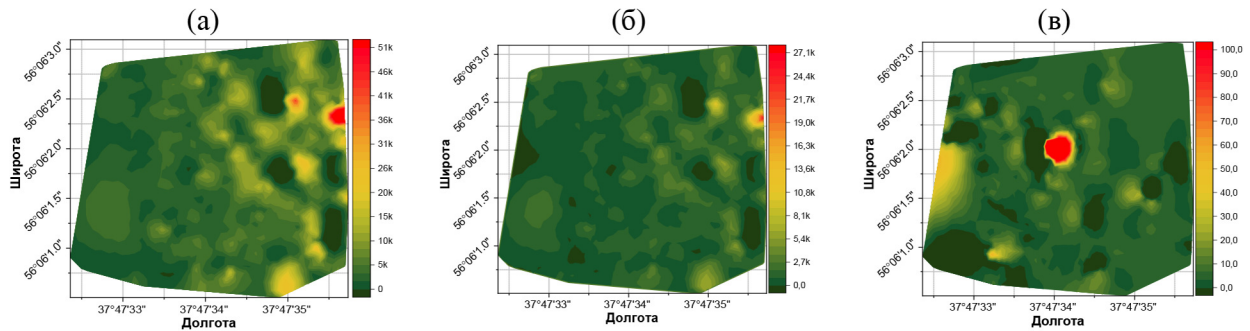 (а)
56°06'3,0"
56°06'2,5"
56°06'2,0"
56°06'1,5"
56°06'1,0"
Широта
37°47'33"
37°47'34"
37°47'35"
Долгота
51k
46k
41k
36k
31k
26k
20k
15k
10k
5k
0
(б)
56°06'3,0"
56°06'2,5"
56°06'2,0"
56°06'1,5"
56°06'1,0"
Широта
37°47'33"
37°47'34"
37°47'35"
Долгота
27,1k
24,4k
21,7k
19,0k
16,3k
13,6k
10,8k
8,1k
5,4k
2,7k
0,0
(в)
56°06'3,0"
56°06'2,5"
56°06'2,0"
56°06'1,5"
56°06'1,0"
Широта
37°47'33"
37°47'34"
37°47'35"
Долгота
100,0
90,0
80,0
70,0
60,0
50,0
40,0
30,0
20,0
10,0
0,0